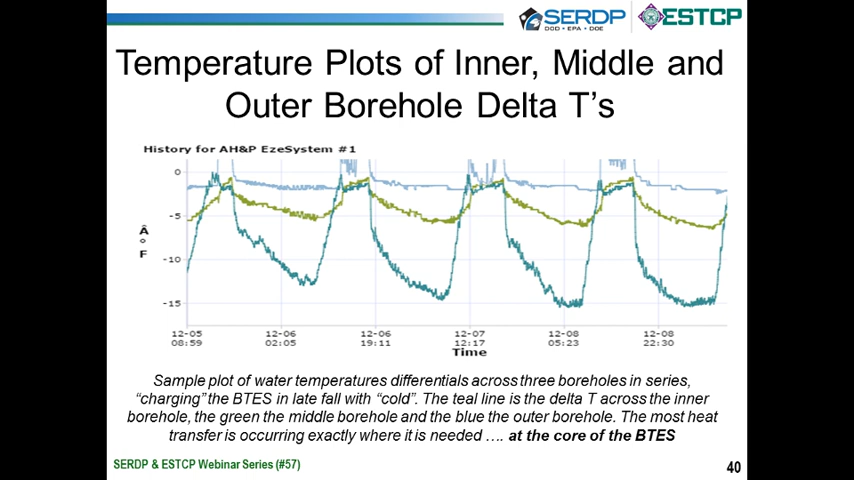 SERDP
DOD • EPA • DOE
ESTCP
Temperature Plots of Inner, Middle and
Outer Borehole Delta T's
History for AH&P EzeSystem #1
0
-5
-10
-15
Â
°
F
12-05 12-06 12-06 12-07 12-08 12-08
08:59 02:05 19:11 12:17 05:23 22:30
Time
Sample plot of water temperatures differentials across three boreholes in series,
“charging” the BTES in late fall with “cold”. The teal line is the delta T across the inner
borehole, the green the middle borehole and the blue the outer borehole. The most heat
transfer is occurring exactly where it is needed …. at the core of the BTES
SERDP & ESTCP Webinar Series (#57)
40